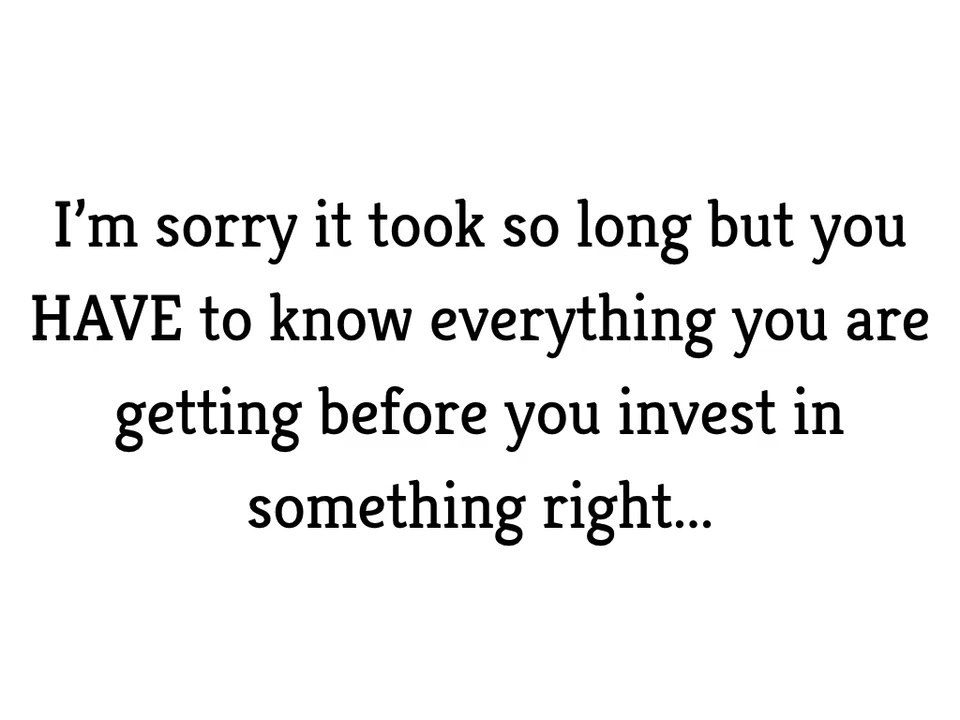 I’m sorry it took so long but you
HAVE to know everything you are
getting before you invest in
something right...